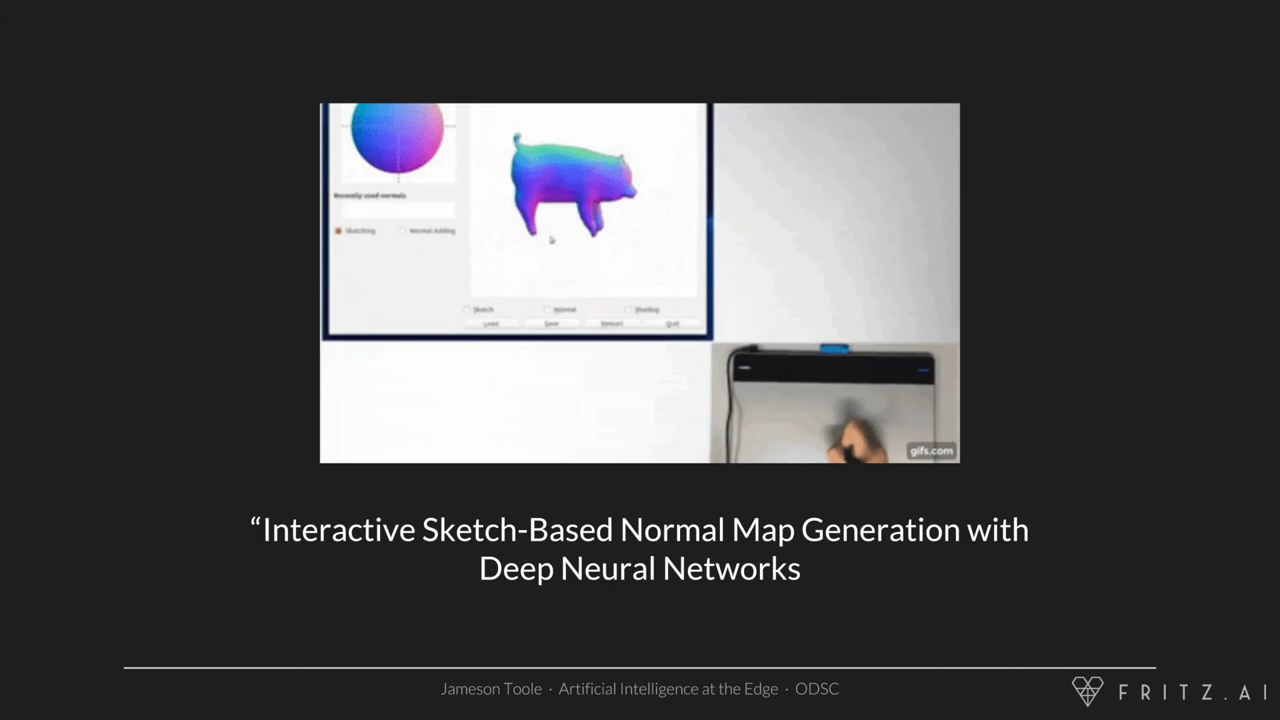 Recently used normals
Sketching Normal Adding
Sketch Normal Shading
Load Save Restart Quit
gifs.com
“Interactive Sketch-Based Normal Map Generation with
Deep Neural Networks
Jameson Toole · Artificial Intelligence at the Edge · ODSC
FRITZ.AI